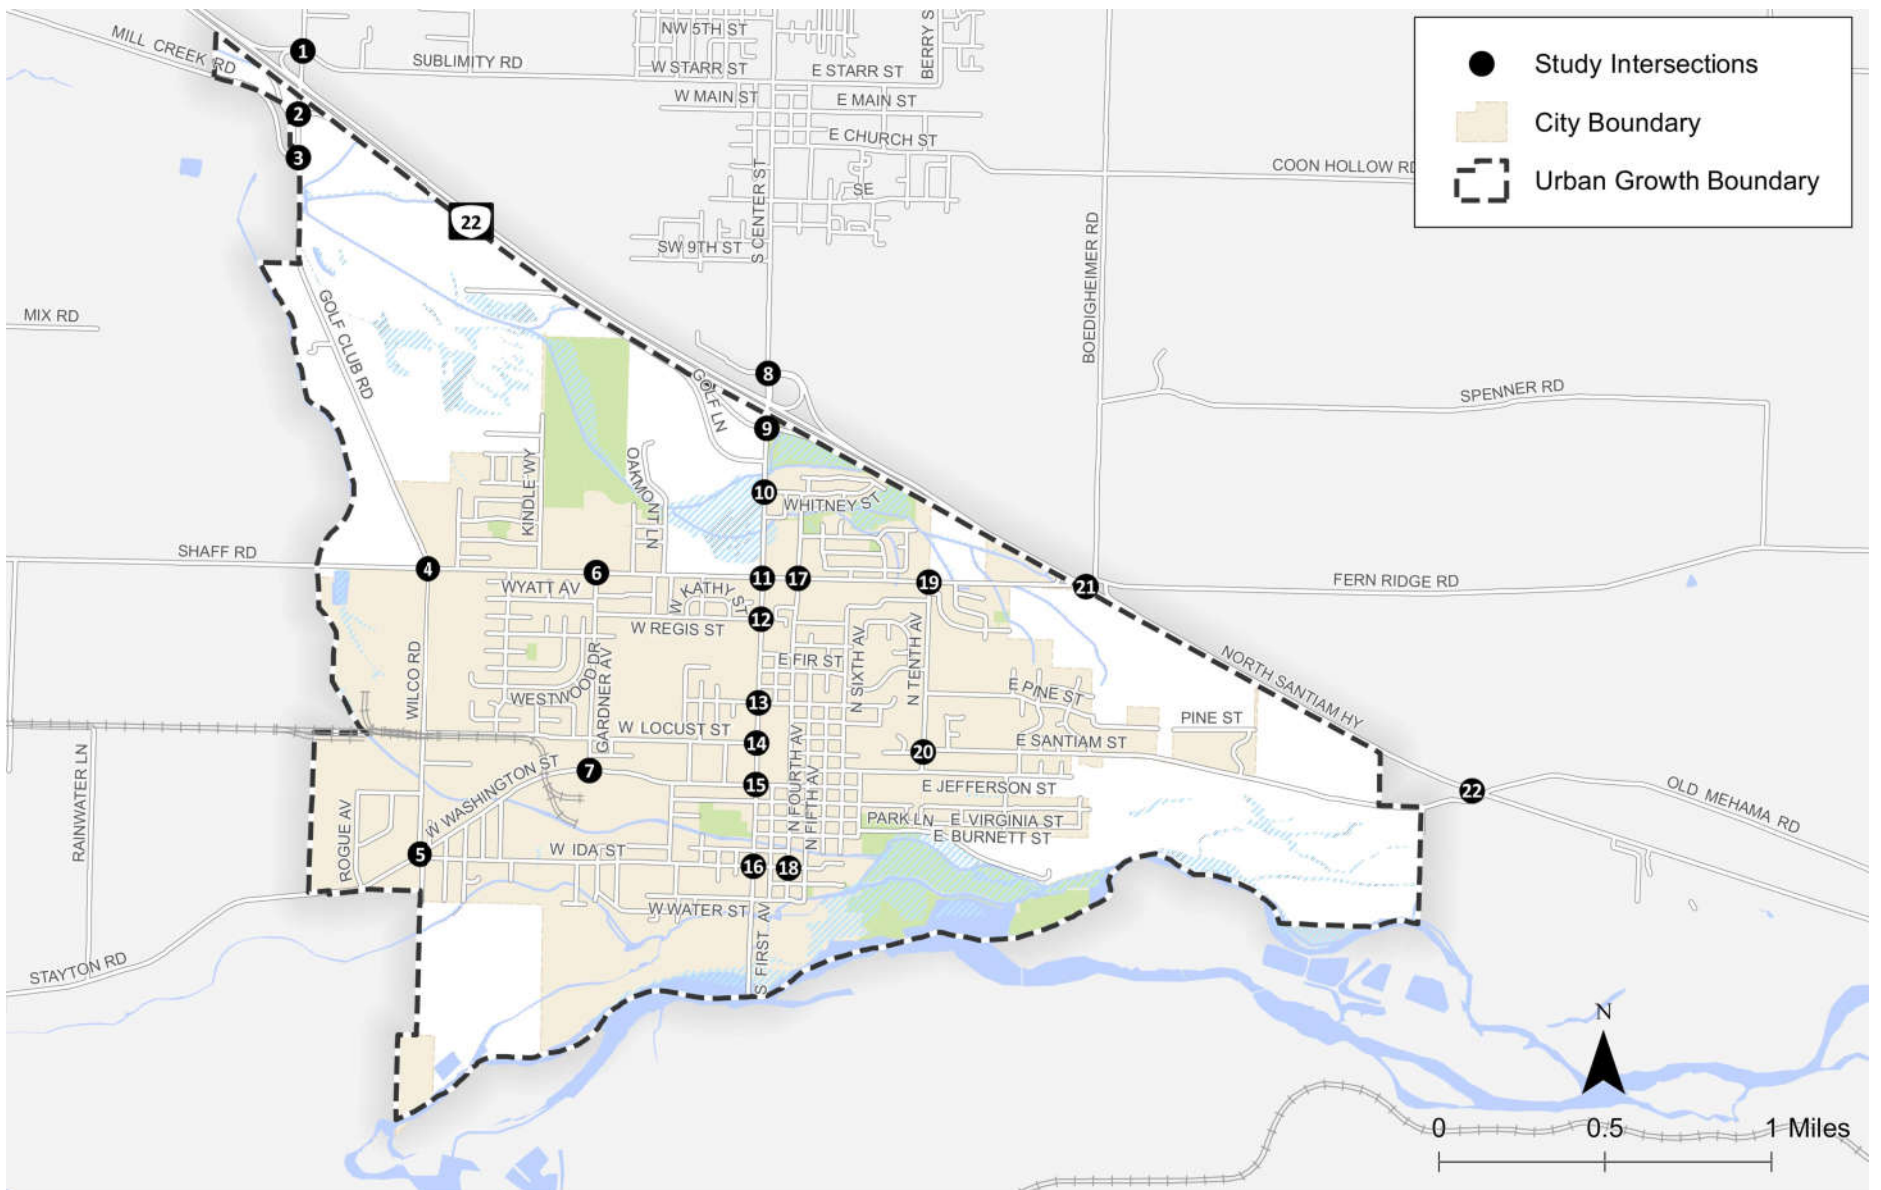 NW 5TH ST
BERRY S
MILL CREEK RD
1
SUBLIMITY RD
W STARR ST
E STARR ST
W MAIN ST
E MAIN ST
2
E CHURCH ST
3
COON HOLLOW RD
SE
S CENTER ST
22
SW 9TH ST
BOEDIGHEIMER RD
MIX RD
GOLF CLUB RD
8
GOLF LN
SPENNER RD
9
KINDLE WY
OAKMONT LN
10
WHITNEY ST
SHAFF RD
4
6
11
17
19
21
FERN RIDGE RD
WYATT AV
W KATHY ST
12
W REGIS ST
WILCO RD
WESTWOOD DR
GARDNER AV
E FIR ST
N SIXTH AV
N TENTH AV
NORTH SANTIAM HY
E PINE ST
13
W LOCUST ST
PINE ST
14
20
E SANTIAM ST
RAINWATER LN
W WASHINGTON ST
7
15
N FOURTH AV
N FIFTH AV
E JEFFERSON ST
22
OLD MEHAMA RD
ROGUE AV
PARK LN
E VIRGINIA ST
E BURNETT ST
5
W IDA ST
16
18
W WATER ST
S FIRST AV
STAYTON RD
Study Intersections
City Boundary
Urban Growth Boundary
N
0
0.5
1 Miles